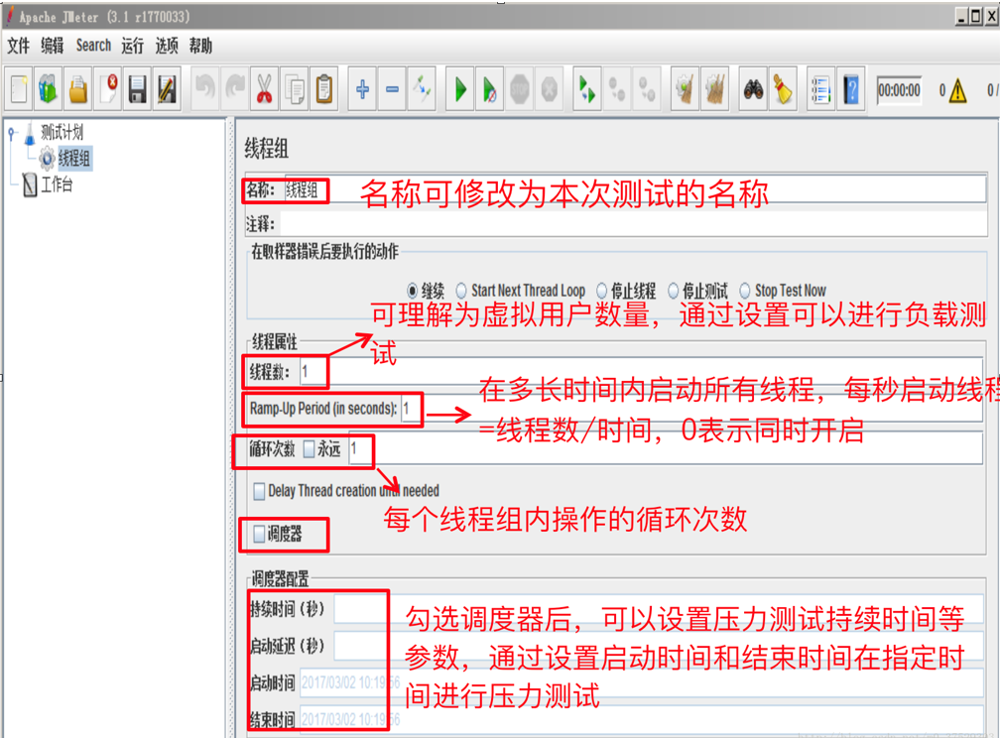 Apache JMeter (3.1 r1770033)
文件 编辑 Search 运行 选项 帮助
00:00:00 0 0 /
测试计划
线程组
工作台
线程组
名称： 线程组 名称可修改为本次测试的名称
注释：
在取样器错误后要执行的动作
继续 Start Next Thread Loop 停止线程 停止测试 Stop Test Now
可理解为虚拟用户数量，通过设置可以进行负载测
试
线程属性
线程数： 1
在多长时间内启动所有线程，每秒启动线程
Ramp-Up Period (in seconds): 1
=线程数/时间，0表示同时开启
循环次数 永远 1
Delay Thread creation until needed
每个线程组内操作的循环次数
调度器
调度器配置
持续时间（秒）
勾选调度器后，可以设置压力测试持续时间等
启动延迟（秒）
参数，通过设置启动时间和结束时间在指定时
启动时间 2017/03/02 10:19:56
间进行压力测试
结束时间 2017/03/02 10:19:56